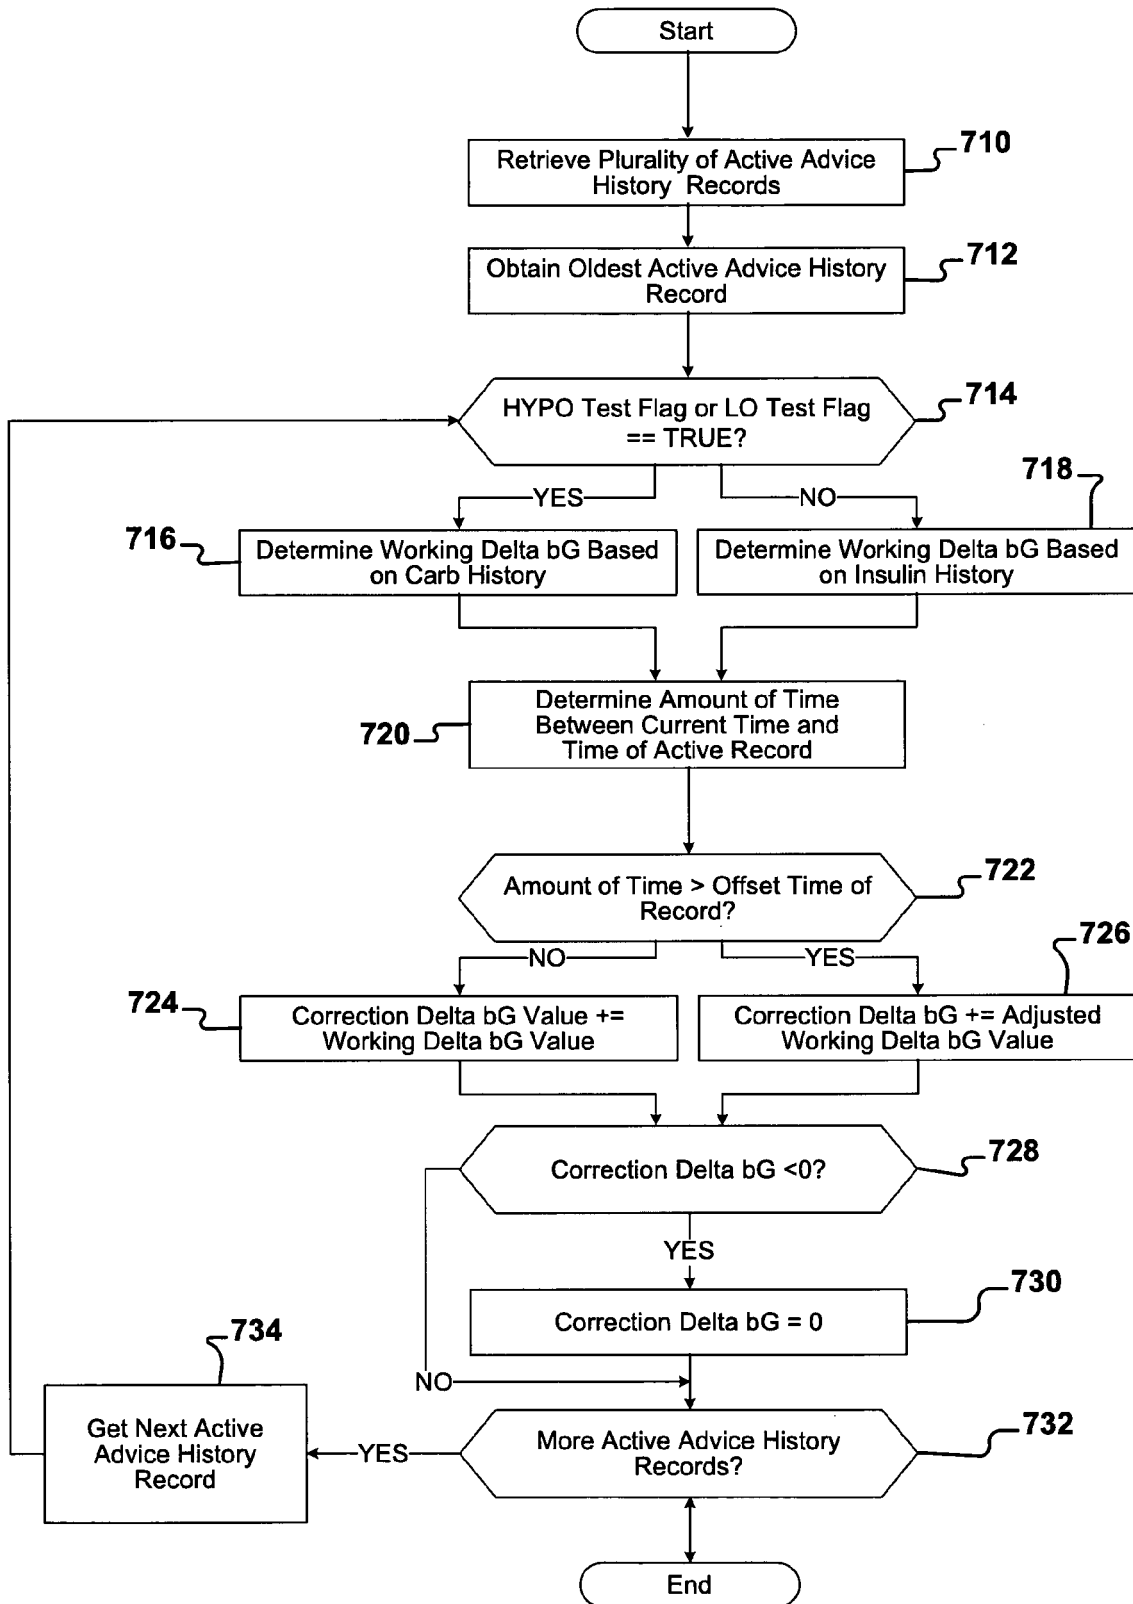 Start
710
Retrieve Plurality of Active Advice
History Records
712
Obtain Oldest Active Advice History
Record
714
HYPO Test Flag or LO Test Flag
== TRUE?
718
YES
NO
716
Determine Working Delta bG Based
on Carb History
Determine Working Delta bG Based
on Insulin History
720
Determine Amount of Time
Between Current Time and
Time of Active Record
722
Amount of Time > Offset Time of
Record?
726
NO
YES
724
Correction Delta bG Value +=
Working Delta bG Value
Correction Delta bG += Adjusted
Working Delta bG Value
728
Correction Delta bG <0?
YES
730
Correction Delta bG = 0
734
NO
732
Get Next Active
Advice History
Record
YES
More Active Advice History
Records?
End